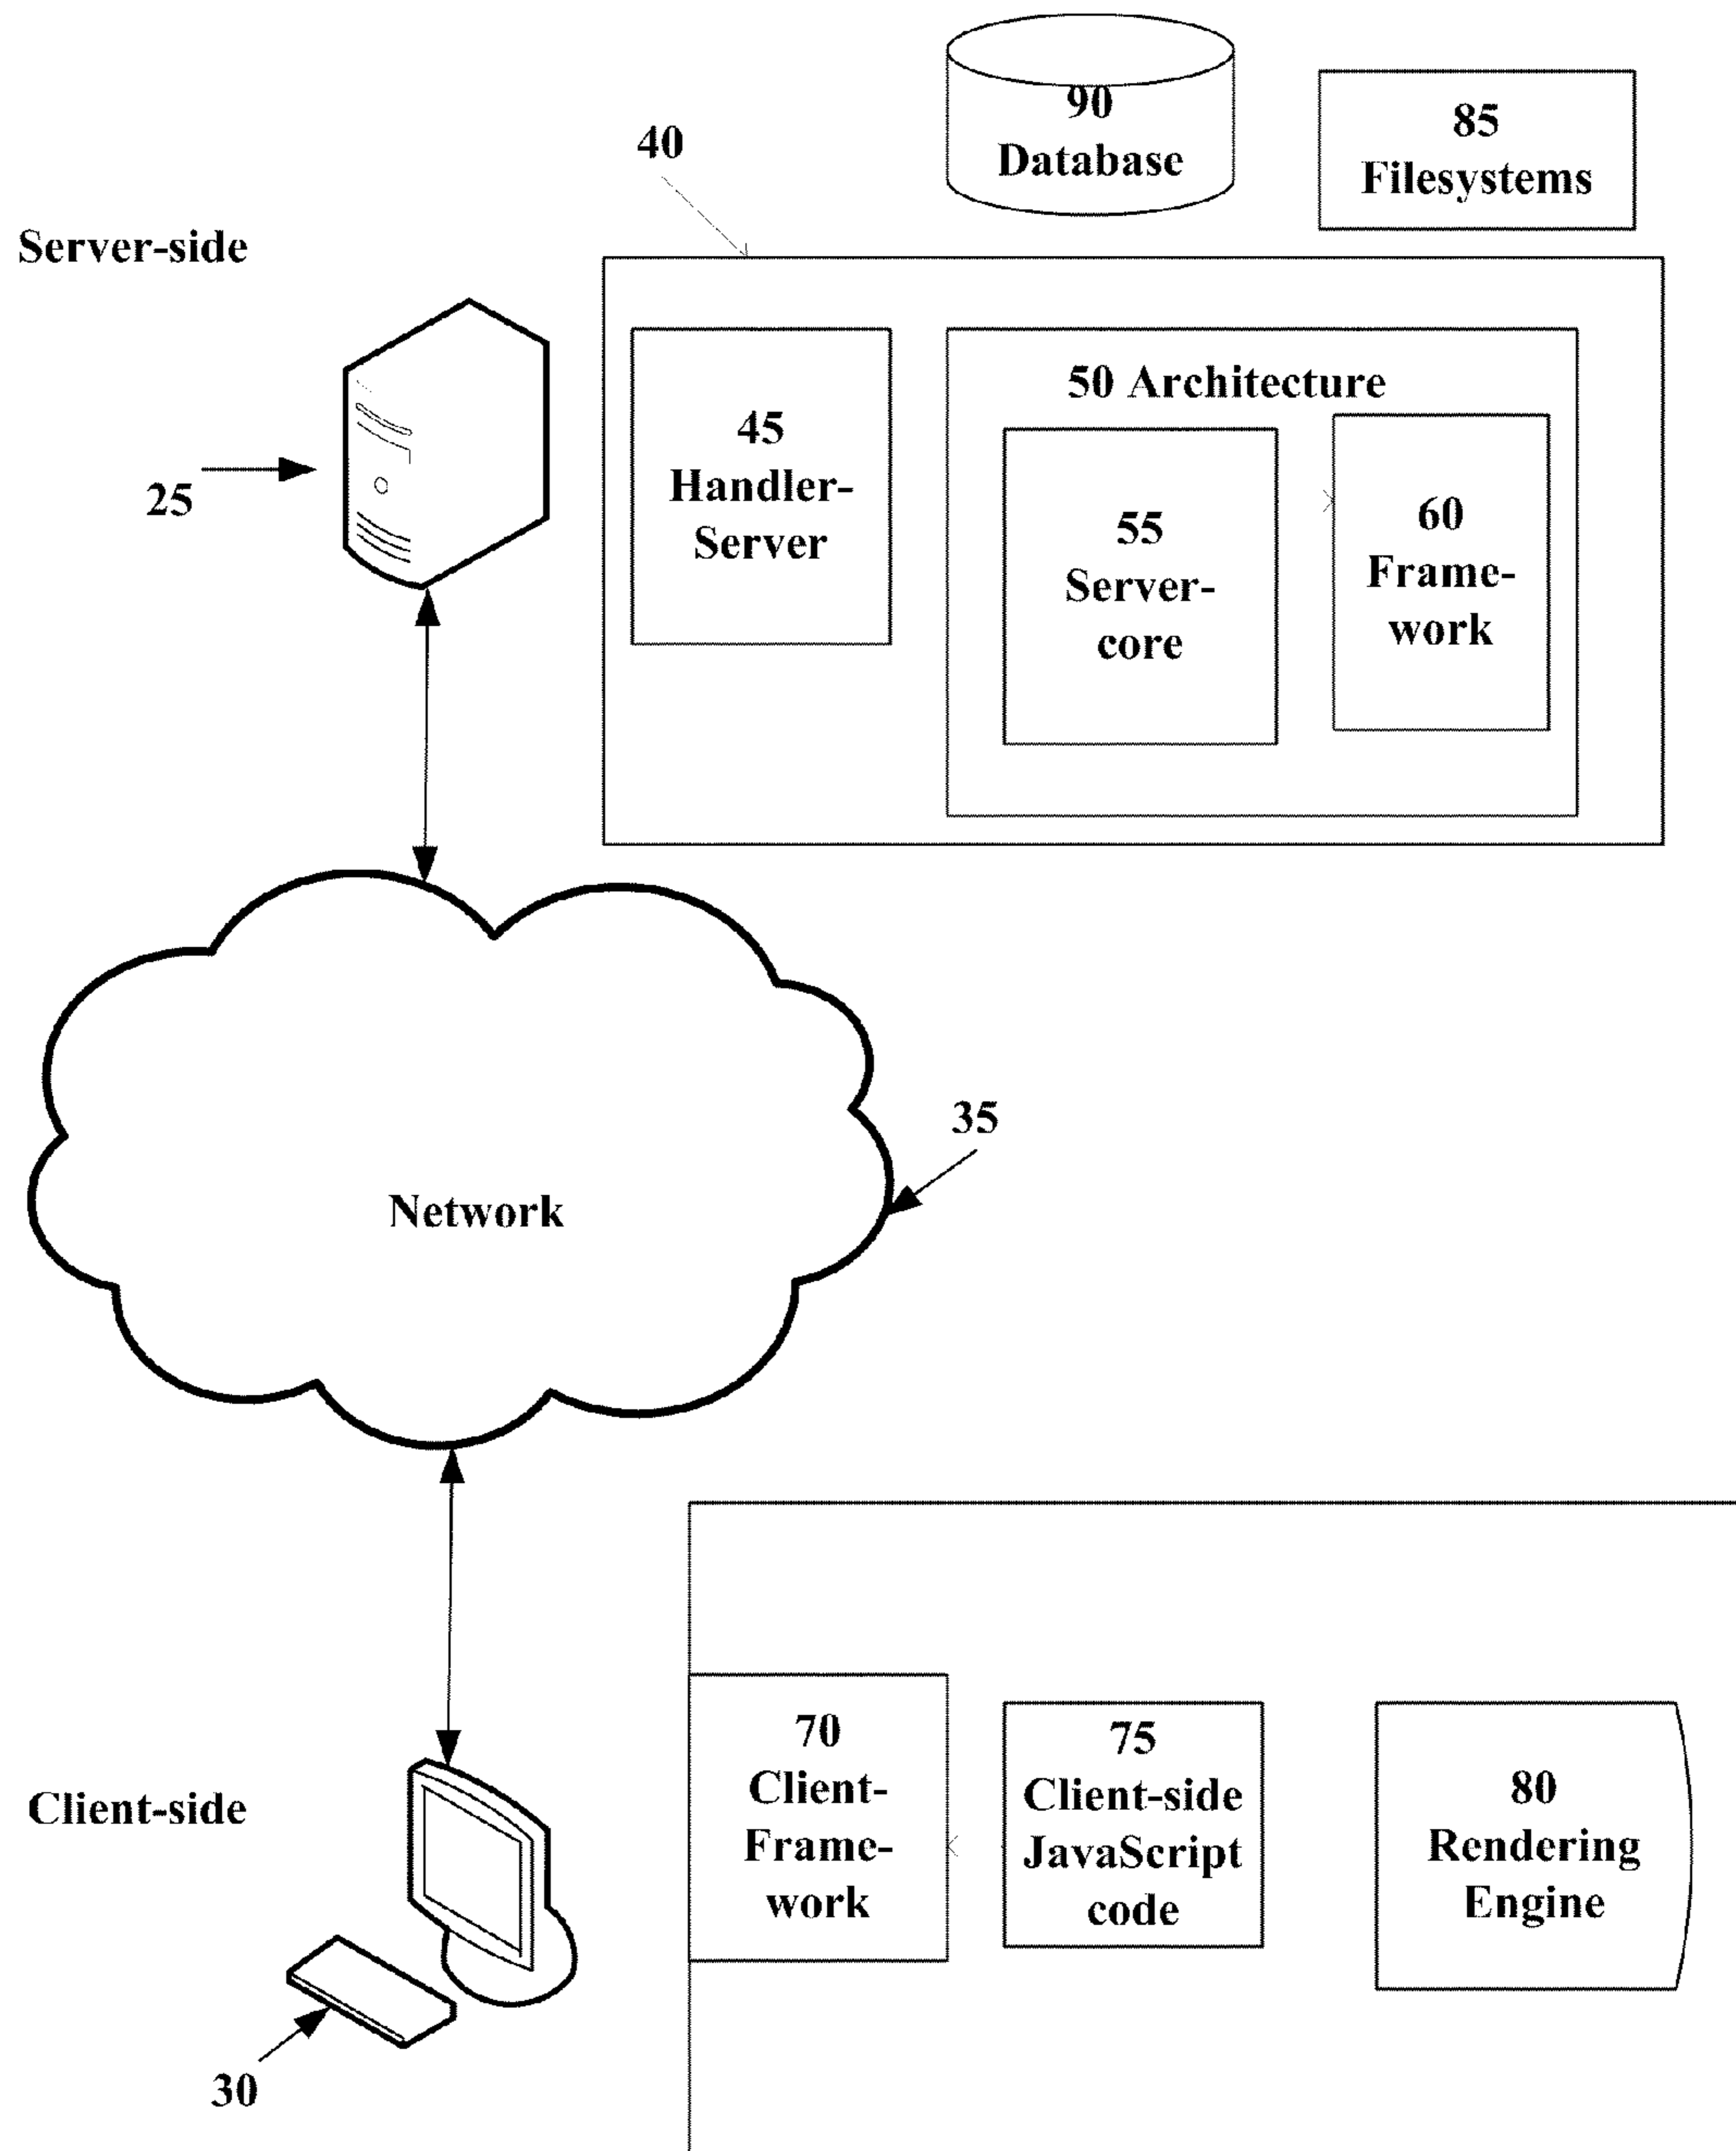 90
Database
85
Filesystems
40
Server-side
50 Architecture
45
Handler-
Server
25
55
Server-
core
60
Frame-
work
35
Network
70
Client-
Frame-
work
75
Client-side
JavaScript
code
80
Rendering
Engine
Client-side
30